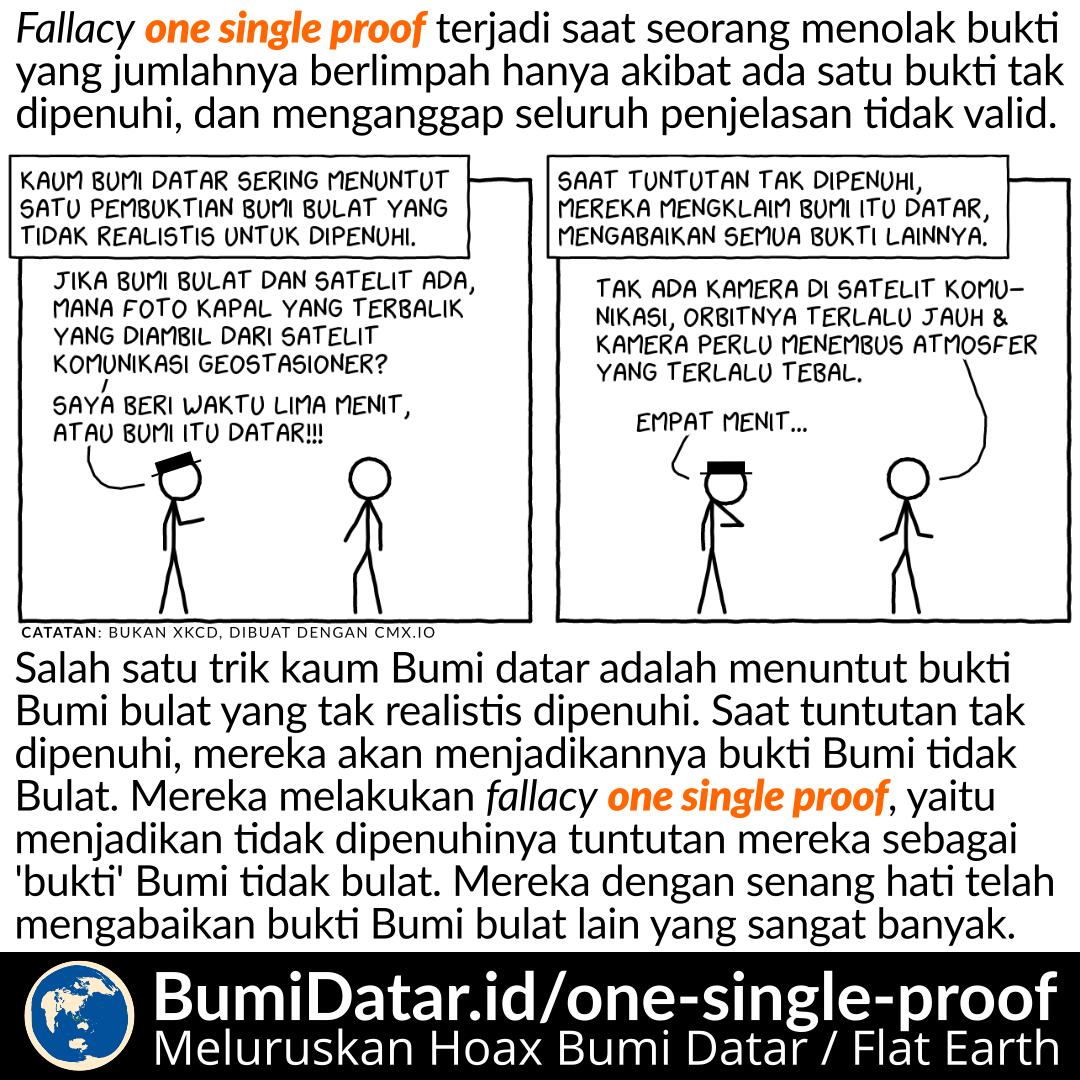 Fallacy one single proof terjadi saat seorang menolak bukti
yang jumlahnya berlimpah hanya akibat ada satu bukti tak
dipenuhi, dan menganggap seluruh penjelasan tidak valid.
KAUM BUMI DATAR SERING MENUNTUT
SATU PEMBUKTIAN BUMI BULAT YANG
TIDAK REALISTIS UNTUK DIPENUHI.
JIKA BUMI BULAT DAN SATELIT ADA,
MANA FOTO KAPAL YANG TERBALIK
YANG DIAMBIL DARI SATELIT
KOMUNIKASI GEOSTASIONER?
SAYA BERI WAKTU LIMA MENIT,
ATAU BUMI ITU DATAR!!!
SAAT TUNTUTAN TAK DIPENUHI,
MEREKA MENGKLAIM BUMI ITU DATAR,
MENGABAIKAN SEMUA BUKTI LAINNYA.
TAK ADA KAMERA DI SATELIT KOMU-
NIKASI, ORBITNYA TERLALU JAUH &
KAMERA PERLU MENEMBUS ATMOSFER
YANG TERLALU TEBAL.
EMPAT MENIT...
CATATAN: BUKAN XKCD, DIBUAT DENGAN CMX.IO
Salah satu trik kaum Bumi datar adalah menuntut bukti
Bumi bulat yang tak realistis dipenuhi. Saat tuntutan tak
dipenuhi, mereka akan menjadikannya bukti Bumi tidak
Bulat. Mereka melakukan fallacy one single proof, yaitu
menjadikan tidak dipenuhinya tuntutan mereka sebagai
'bukti' Bumi tidak bulat. Mereka dengan senang hati telah
mengabaikan bukti Bumi bulat lain yang sangat banyak.
BumiDatar.id/one-single-proof
Meluruskan Hoax Bumi Datar / Flat Earth